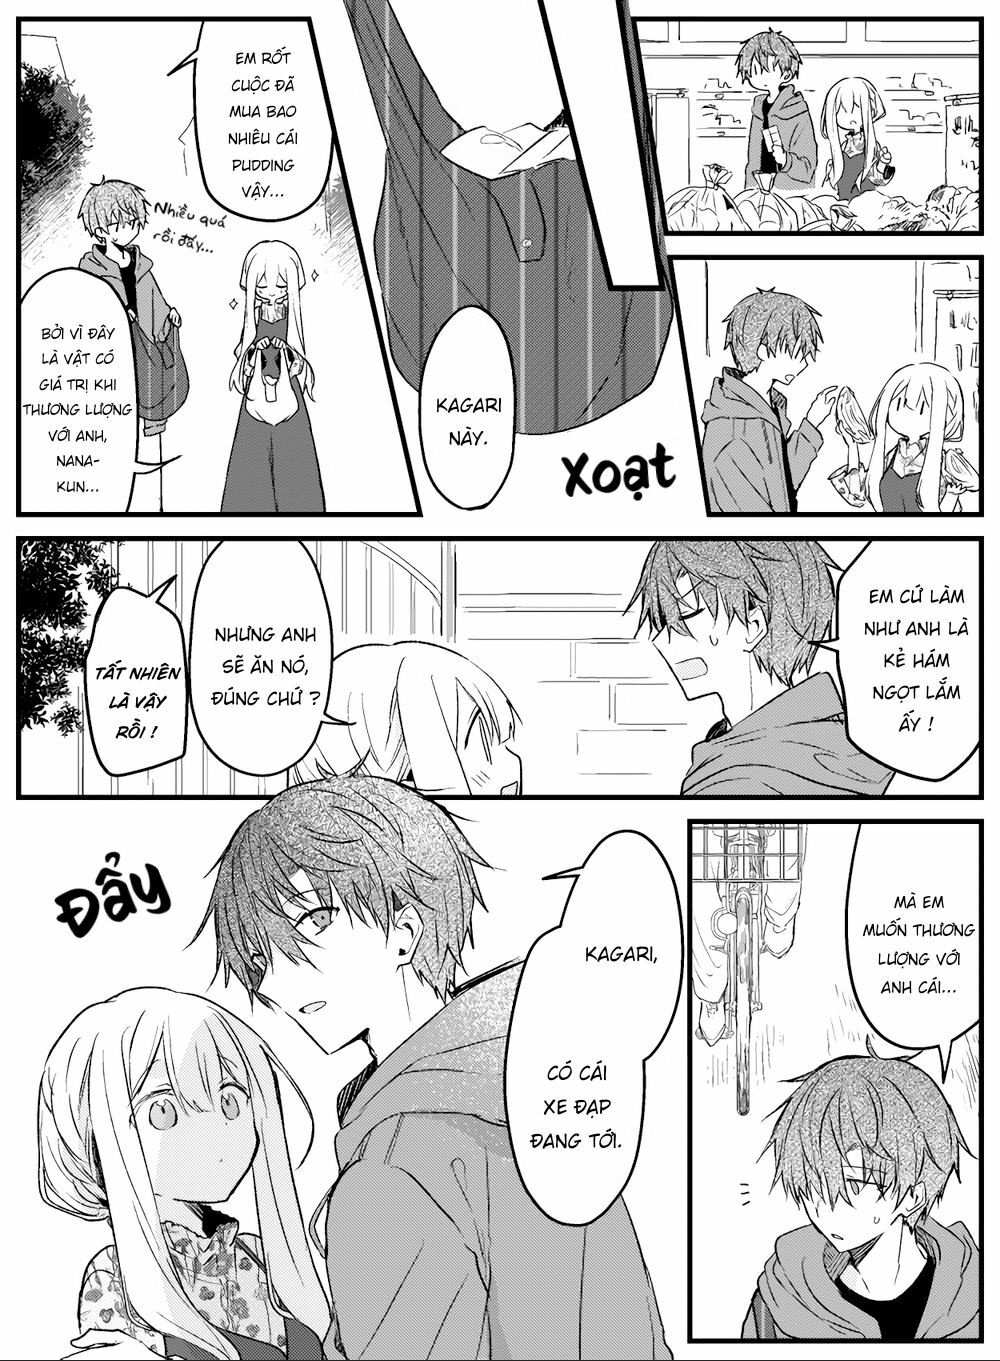 KAGARI
NÀY.
XOẠT
EM RỐT
CUỘC ĐÃ
MUA BAO
NHIÊU CÁI
PUDDING
VẬY...
Nhiều quá
rồi đấy...
BỞI VÌ ĐÂY
LÀ VẬT CÓ
GIÁ TRỊ KHI
THƯƠNG LƯỢNG
VỚI ANH,
NANA-
KUN...
EM CỨ LÀM
NHƯ ANH LÀ
KẺ HÁM
NGỌT LẮM
ẤY !
NHƯNG ANH
SẼ ĂN NÓ,
ĐÚNG CHỨ ?
TẤT NHIÊN
LÀ VẬY
RỒI !
MÀ EM
MUỐN THƯƠNG
LƯỢNG VỚI
ANH CÁI...
KAGARI,
CÓ CÁI
XE ĐẠP
ĐANG TỚI.
ĐẨY